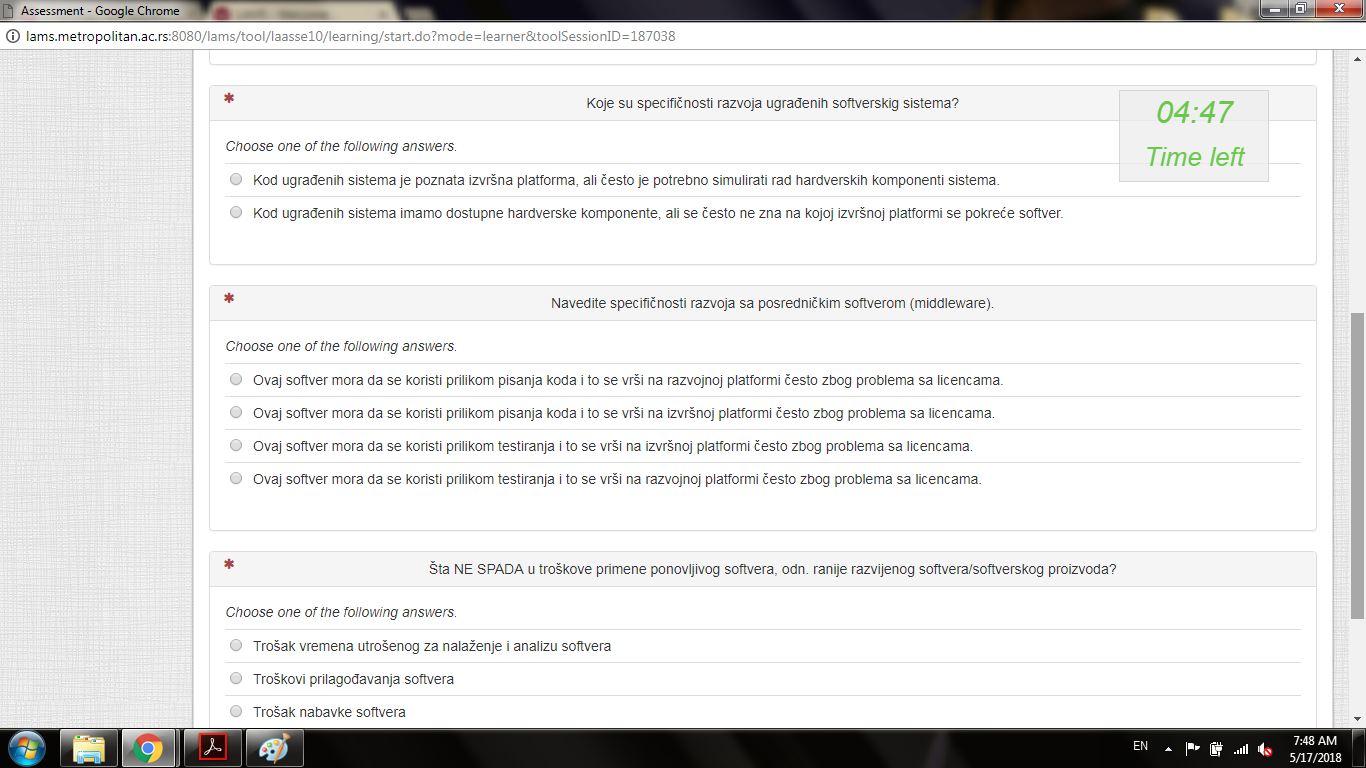 Assessment - Google Chrome
lams.metropolitan.ac.rs:8080/lams/tool/laasse10/learning/start.do?mode=learner&toolSessionID=187038
* Koje su specifičnosti razvoja ugrađenih softverskig sistema?
04:47
Time left
Choose one of the following answers.
Kod ugrađenih sistema je poznata izvršna platforma, ali često je potrebno simulirati rad hardverskih komponenti sistema.
Kod ugrađenih sistema imamo dostupne hardverske komponente, ali se često ne zna na kojoj izvršnoj platformi se pokreće softver.
* Navedite specifičnosti razvoja sa posredničkim softverom (middleware).
Choose one of the following answers.
Ovaj softver mora da se koristi prilikom pisanja koda i to se vrši na razvojnoj platformi često zbog problema sa licencama.
Ovaj softver mora da se koristi prilikom pisanja koda i to se vrši na izvršnoj platformi često zbog problema sa licencama.
Ovaj softver mora da se koristi prilikom testiranja i to se vrši na izvršnoj platformi često zbog problema sa licencama.
Ovaj softver mora da se koristi prilikom testiranja i to se vrši na razvojnoj platformi često zbog problema sa licencama.
* Šta NE SPADA u troškove primene ponovljivog softvera, odn. ranije razvijenog softvera/softverskog proizvoda?
Choose one of the following answers.
Trošak vremena utrošenog za nalaženje i analizu softvera
Troškovi prilagođavanja softvera
Trošak nabavke softvera
EN
7:48 AM
5/17/2018